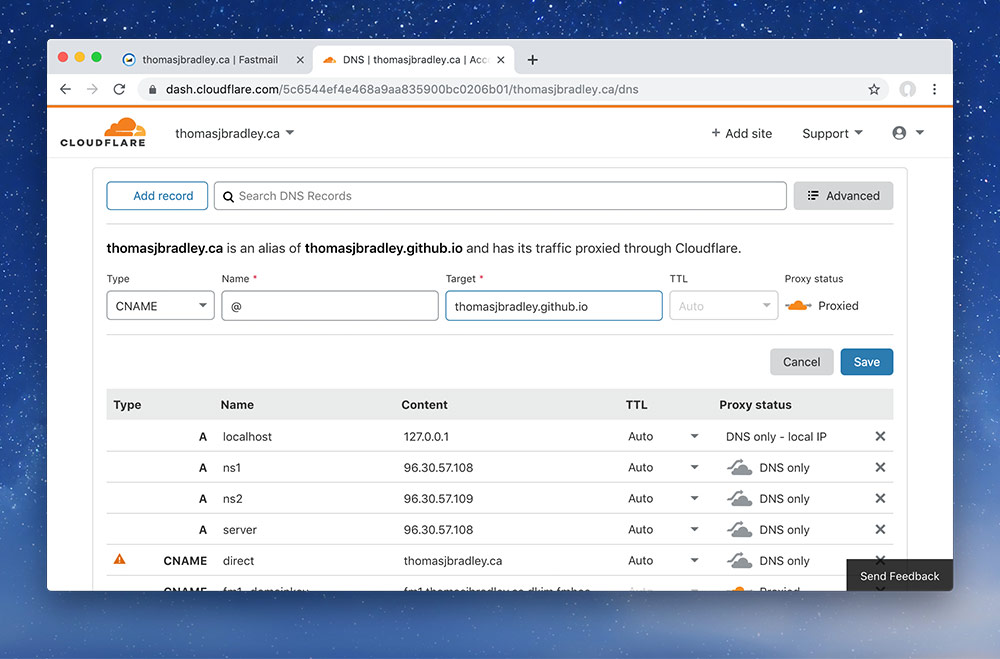 thomasjbradley.ca | Fastmail
DNS | thomasjbradley.ca | Acc
dash.cloudflare.com/5c6544ef4e468a9aa835900bc0206b01/thomasjbradley.ca/dns
CLOUDFLARE thomasjbradley.ca + Add site Support
Add record Search DNS Records Advanced
thomasjbradley.ca is an alias of thomasjbradley.github.io and has its traffic proxied through Cloudflare.
Type Name * Target * TTL Proxy status
CNAME @ thomasjbradley.github.io Auto Proxied
Cancel Save
Type Name Content TTL Proxy status
A localhost 127.0.0.1 Auto DNS only - local IP
A ns1 96.30.57.108 Auto DNS only
A ns2 96.30.57.109 Auto DNS only
A server 96.30.57.108 Auto DNS only
CNAME direct thomasjbradley.ca Auto DNS only
CNAME Proxied
Send Feedback